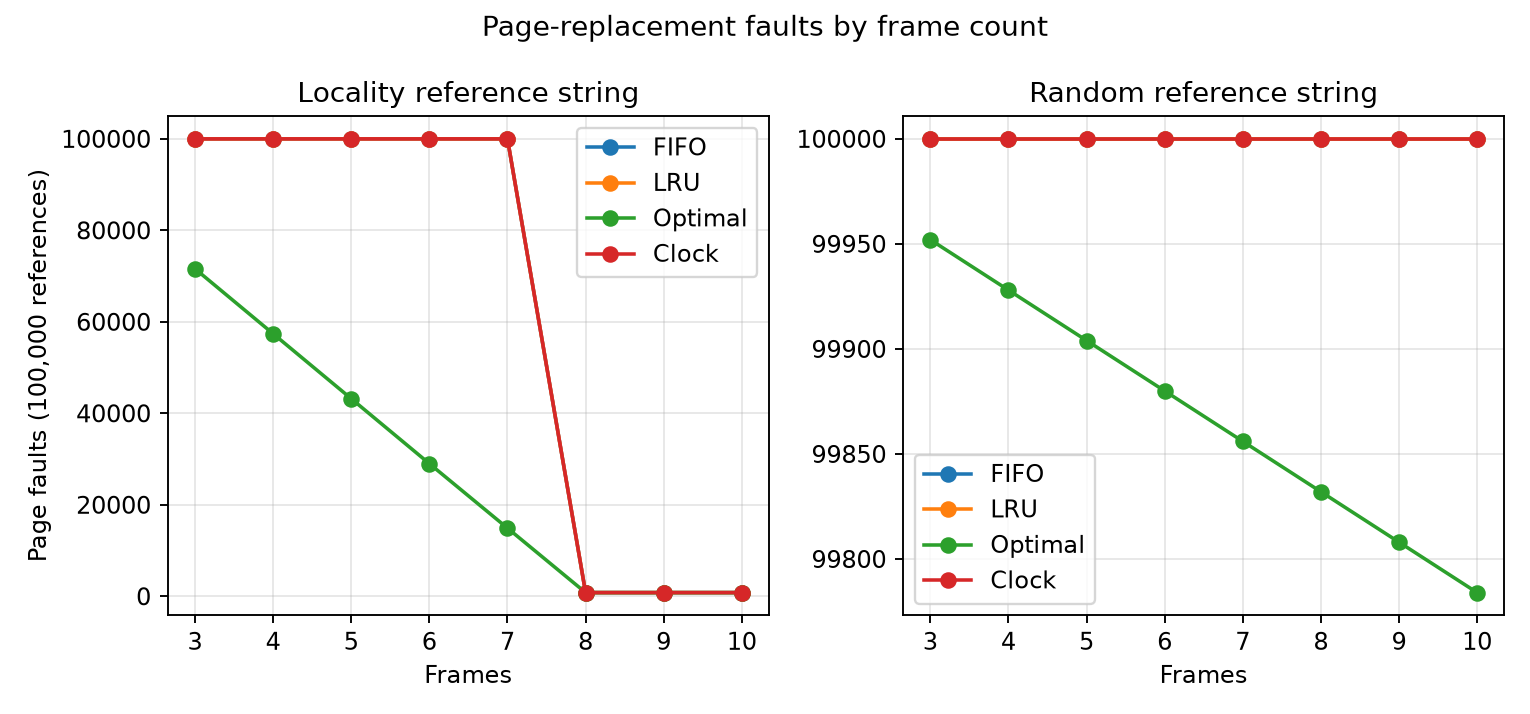 Page-replacement faults by frame count
Locality reference string
Page faults (100,000 references)
100000
80000
60000
40000
20000
0
FIFO
LRU
Optimal
Clock
3 4 5 6 7 8 9 10
Frames
Random reference string
100000
99950
99900
99850
99800
FIFO
LRU
Optimal
Clock
3 4 5 6 7 8 9 10
Frames